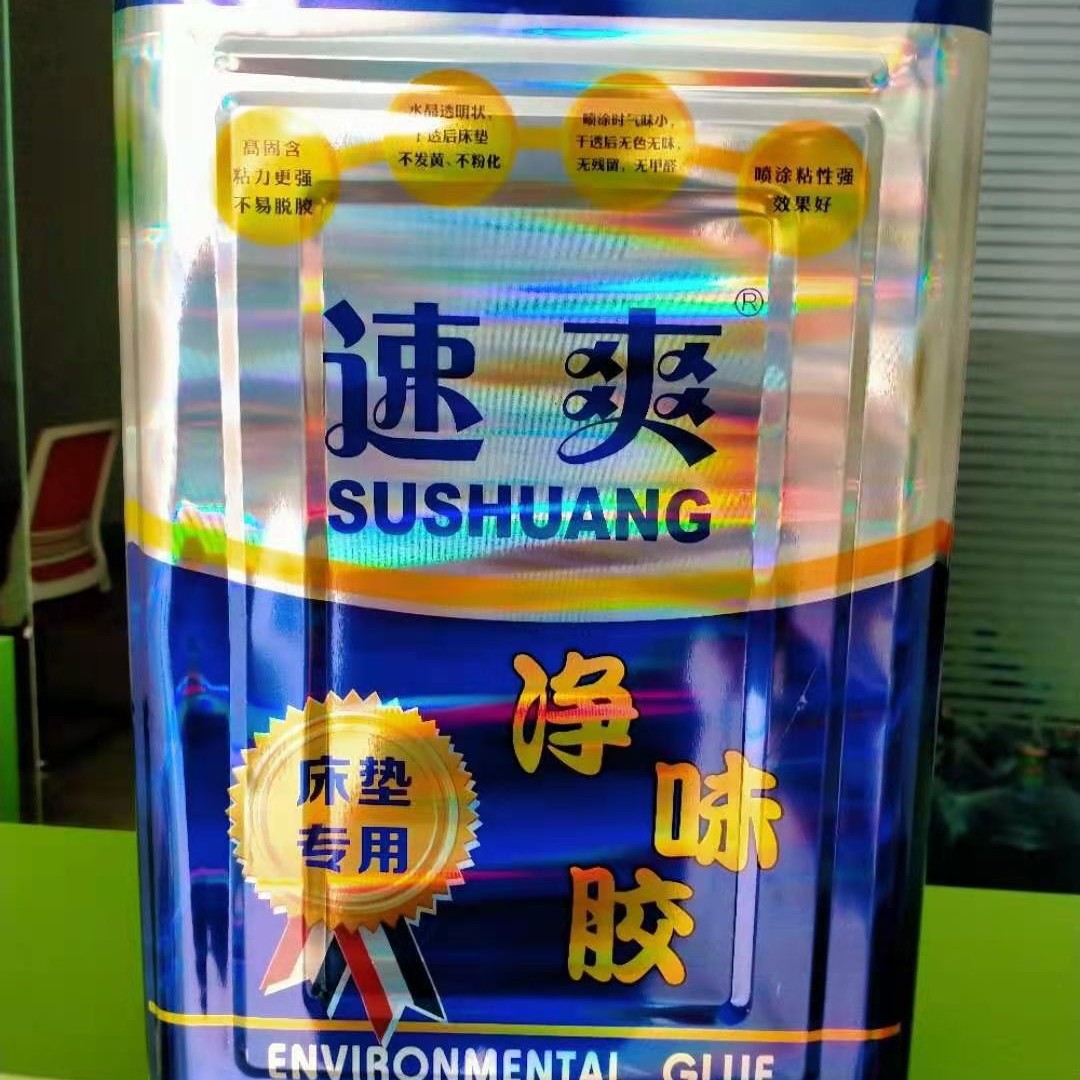 高固含
粘力更强
不易脱胶
水晶透明状,
干透后床垫
不发黄、不粉化
喷涂时气味小,
干透后无色无味,
无残留,无甲醛
喷涂粘性强
效果好
速爽®
SUSHUANG
净味胶
床垫
专用
ENVIRONMENTAL GLUE